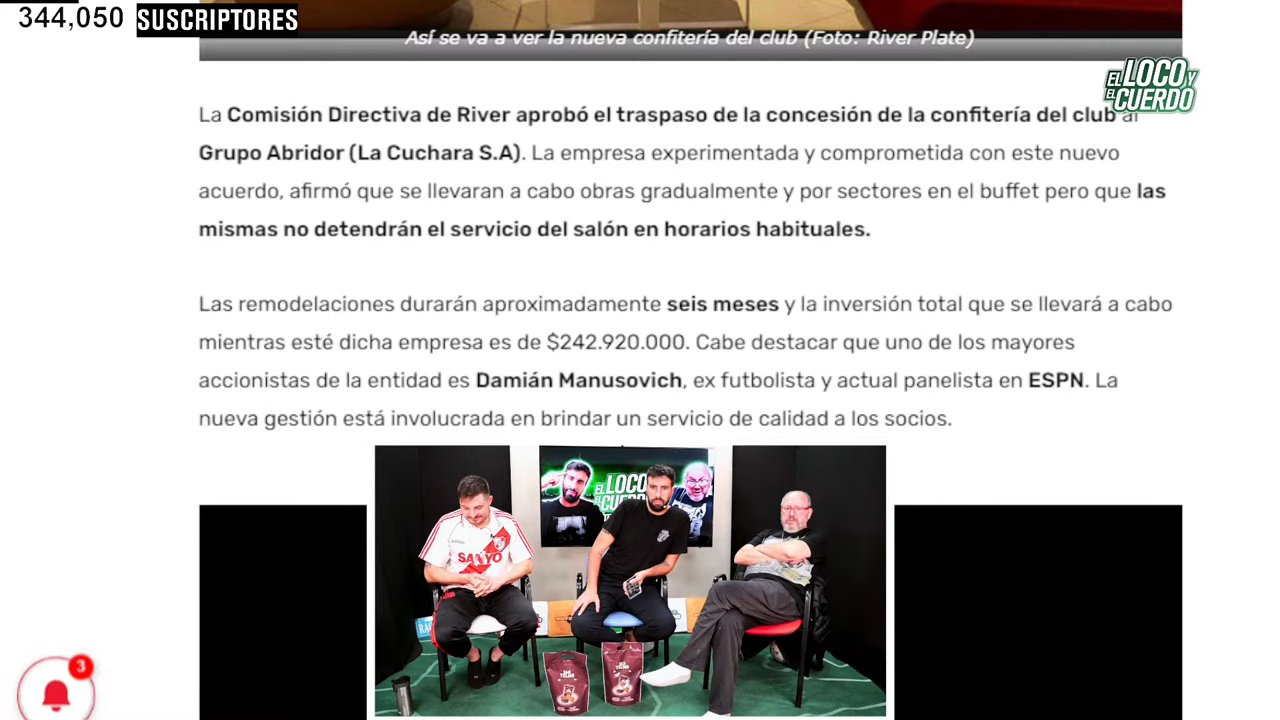 344,050 SUSCRIPTORES
Así se va a ver la nueva confitería del club (Foto: River Plate)
EL LOCO Y
EL CUERDO
La Comisión Directiva de River aprobó el traspaso de la concesión de la confitería del club al
Grupo Abridor (La Cuchara S.A). La empresa experimentada y comprometida con este nuevo
acuerdo, afirmó que se llevaran a cabo obras gradualmente y por sectores en el buffet pero que las
mismas no detendrán el servicio del salón en horarios habituales.
Las remodelaciones durarán aproximadamente seis meses y la inversión total que se llevará a cabo
mientras esté dicha empresa es de $242.920.000. Cabe destacar que uno de los mayores
accionistas de la entidad es Damián Manusovich, ex futbolista y actual panelista en ESPN. La
nueva gestión está involucrada en brindar un servicio de calidad a los socios.
EL LOCO
EL CUERDO
SANYO
3